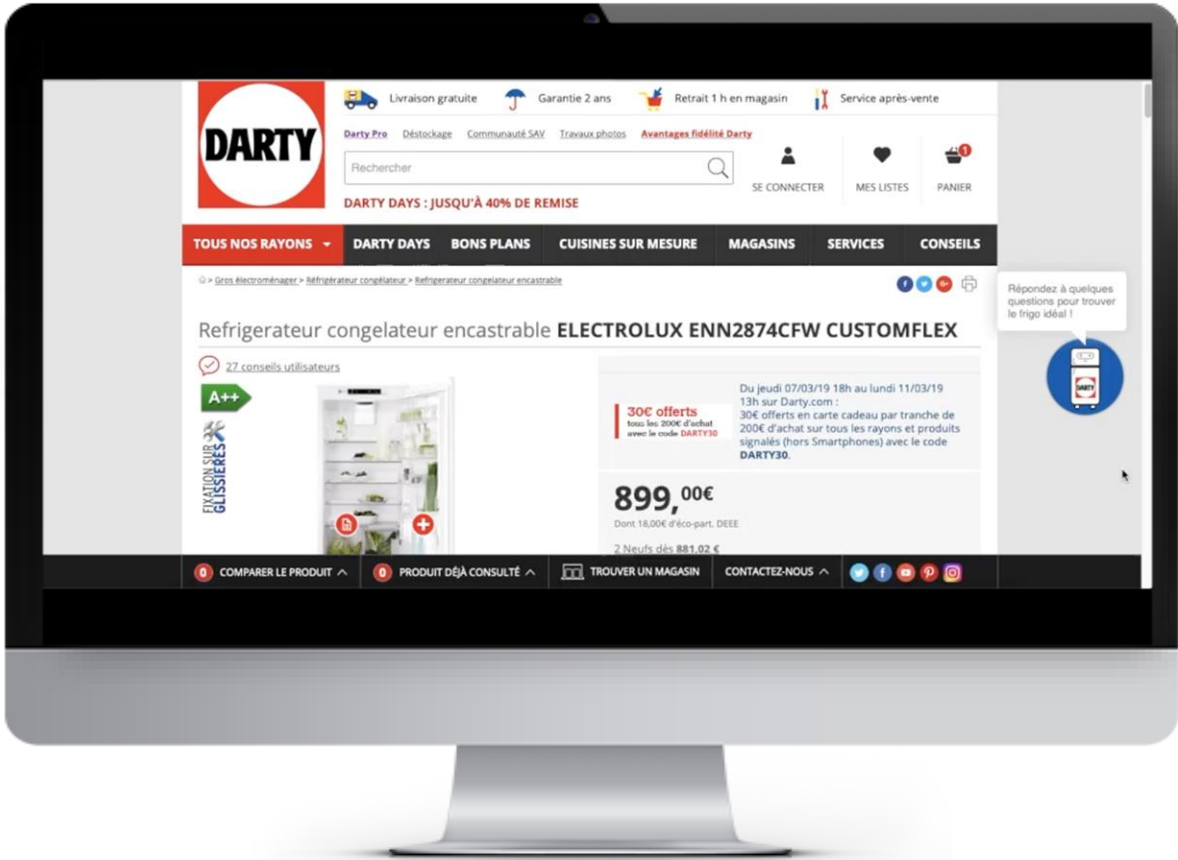 DARTY
Livraison gratuite
Garantie 2 ans
Retrait 1 h en magasin
Service après-vente
Darty Pro
Déstockage
Communauté SAV
Travaux photos
Avantages fidélité Darty
Rechercher
SE CONNECTER
MES LISTES
1
PANIER
DARTY DAYS : JUSQU'À 40% DE REMISE
TOUS NOS RAYONS
DARTY DAYS
BONS PLANS
CUISINES SUR MESURE
MAGASINS
SERVICES
CONSEILS
> Gros électroménager > Réfrigérateur congélateur > Refrigerateur congelateur encastrable
Répondez à quelques
questions pour trouver
le frigo idéal !
DARTY
Refrigerateur congelateur encastrable ELECTROLUX ENN2874CFW CUSTOMFLEX
27 conseils utilisateurs
A++
FIXATION SUR
GLISSIÈRES
30€ offerts
tous les 200€ d'achat
avec le code DARTY30
Du jeudi 07/03/19 18h au lundi 11/03/19
13h sur Darty.com :
30€ offerts en carte cadeau par tranche de
200€ d'achat sur tous les rayons et produits
signalés (hors Smartphones) avec le code
DARTY30.
899,00€
Dont 18,00€ d'éco-part. DEEE
2 Neufs dès 881,02 €
0 COMPARER LE PRODUIT
0 PRODUIT DÉJÀ CONSULTÉ
TROUVER UN MAGASIN
CONTACTEZ-NOUS